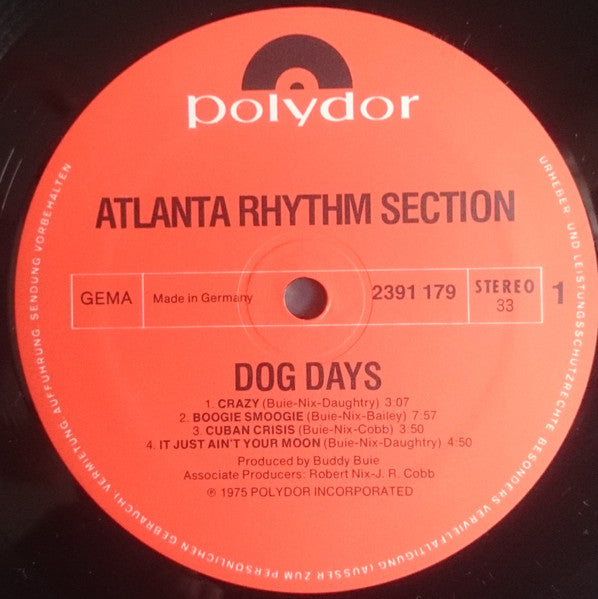 polydor
ATLANTA RHYTHM SECTION
GEMA
Made in Germany
2391 179
STEREO
33
1
DOG DAYS
1. CRAZY (Buie-Nix-Daughtry) 3:07
2. BOOGIE SMOOGIE (Buie-Nix-Bailey) 7:57
3. CUBAN CRISIS (Buie-Nix-Cobb) 3:50
4. IT JUST AIN'T YOUR MOON (Buie-Nix-Daughtry) 4:50
Produced by Buddy Buie
Associate Producers: Robert Nix-J. R. Cobb
℗ 1975 POLYDOR INCORPORATED
URHEBER- UND LEISTUNGSSCHUTZRECHTE BESONDERS VERVIELFÄLTIGUNG (AUSSER ZUM PERSÖNLICHEN GEBRAUCH), VERMIETUNG, AUFFÜHRUNG, SENDUNG VORBEHALTEN